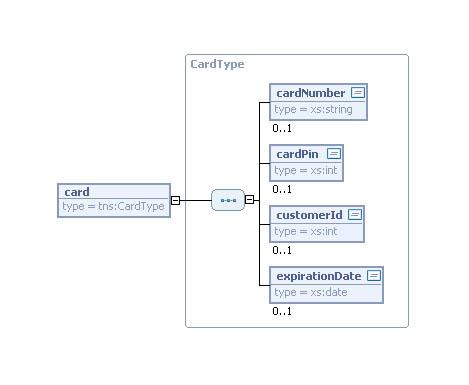 CardType
cardNumber
type = xs:string
0..1
cardPin
type = xs:int
0..1
card
type = tns:CardType
customerId
type = xs:int
0..1
expirationDate
type = xs:date
0..1